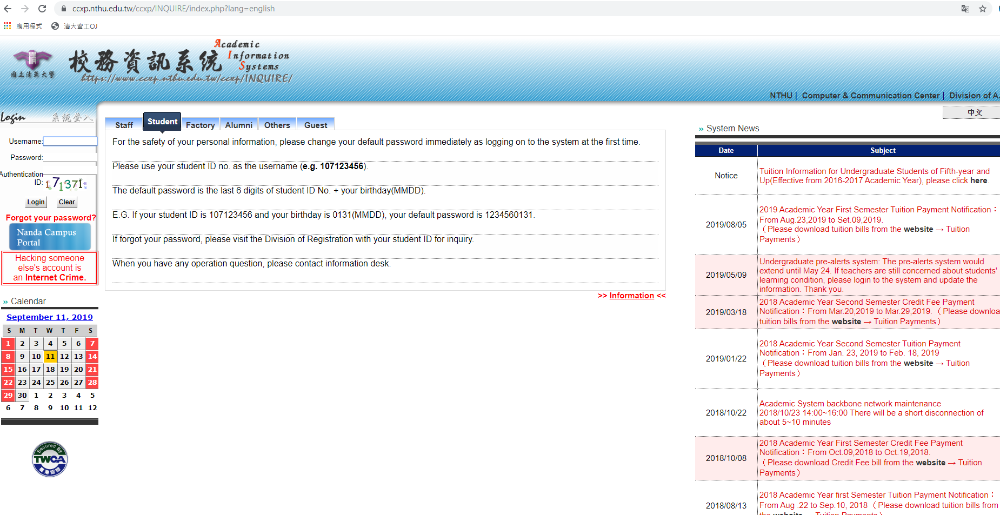 ccxp.nthu.edu.tw/ccxp/INQUIRE/index.php?lang=english
應用程式
清大資工OJ
國立清華大學
校務資訊系統
Academic
Information
Systems
https://www.ccxp.nthu.edu.tw/ccxp/INQUIRE/
NTHU | Computer & Communication Center | Division of A
中文
Login 系統登入
Username:
Password:
Authentication
ID: 171371
Login Clear
Forgot your password?
Nanda Campus
Portal
Hacking someone
else's account is
an Internet Crime.
» Calendar
September 11, 2019
S M T W T F S
1 2 3 4 5 6 7
8 9 10 11 12 13 14
15 16 17 18 19 20 21
22 23 24 25 26 27 28
29 30 1 2 3 4 5
6 7 8 9 10 11 12
Secured By
TWCA
Staff Student Factory Alumni Others Guest
For the safety of your personal information, please change your default password immediately as logging on to the system at the first time.
Please use your student ID no. as the username (e.g. 107123456).
The default password is the last 6 digits of student ID No. + your birthday(MMDD).
E.G. If your student ID is 107123456 and your birthday is 0131(MMDD), your default password is 1234560131.
If forgot your password, please visit the Division of Registration with your student ID for inquiry.
When you have any operation question, please contact information desk.
>> Information <<
» System News
Date Subject
Notice
Tuition Information for Undergraduate Students of Fifth-year and
Up(Effective from 2016-2017 Academic Year), please click here.
2019/08/05
2019 Academic Year First Semester Tuition Payment Notification：
From Aug.23,2019 to Set.09,2019.
（Please download tuition bills from the website → Tuition
Payments）
2019/05/09
Undergraduate pre-alerts system: The pre-alerts system would
extend until May 24. If teachers are still concerned about students'
learning condition, please login to the system and update the
information. Thank you.
2019/03/18
2018 Academic Year Second Semester Credit Fee Payment
Notification：From Mar.20,2019 to Mar.29,2019.（Please downloa
tuition bills from the website → Tuition Payments）
2019/01/22
2018 Academic Year Second Semester Tuition Payment
Notification：From Jan. 23, 2019 to Feb. 18, 2019
（Please download tuition bills from the website → Tuition
Payments）
2018/10/22
Academic System backbone network maintenance
2018/10/23 14:00~16:00 There will be a short disconnection of
about 5~10 minutes
2018/10/08
2018 Academic Year First Semester Credit Fee Payment
Notification：From Oct.09,2018 to Oct.19,2018.
（Please download Credit Fee bill from the website → Tuition
Payments）
2018/08/13
2018 Academic Year first Semester Tuition Payment Notification：
From Aug .22 to Sep.10, 2018（Please download tuition bills from
the website → Tuition Payments）